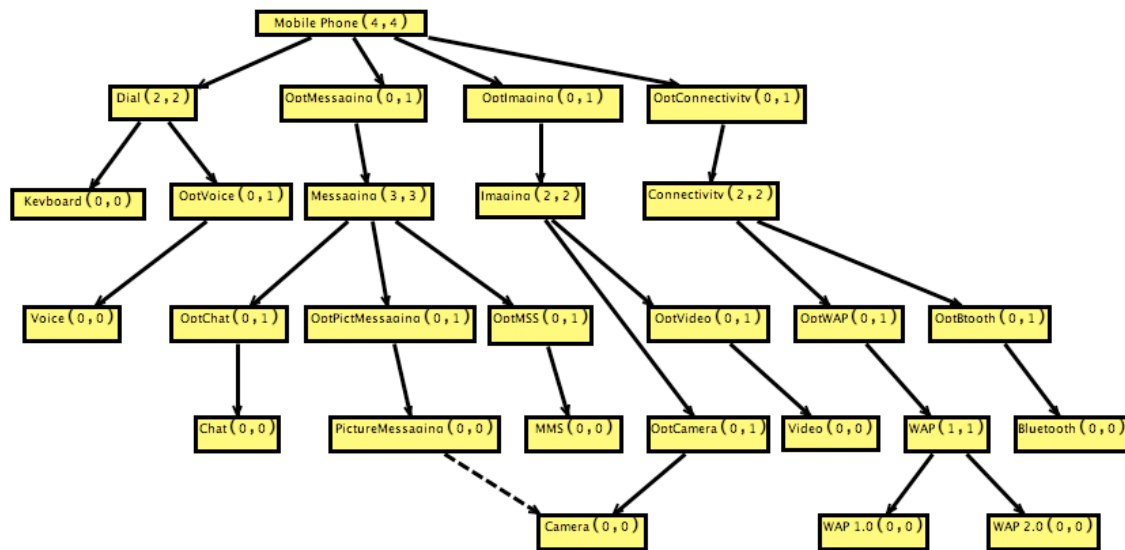 Mobile Phone (4,4)
Dial (2,2)
OptMessaging (0,1)
OptImaging (0,1)
OptConnectivity (0,1)
Keyboard (0,0)
OptVoice (0,1)
Messaging (3,3)
Imaging (2,2)
Connectivity (2,2)
Voice (0,0)
OptChat (0,1)
OptPictMessaging (0,1)
OptMSS (0,1)
OptVideo (0,1)
OptWAP (0,1)
OptBtooth (0,1)
Chat (0,0)
PictureMessaging (0,0)
MMS (0,0)
OptCamera (0,1)
Video (0,0)
WAP (1,1)
Bluetooth (0,0)
Camera (0,0)
WAP 1.0 (0,0)
WAP 2.0 (0,0)